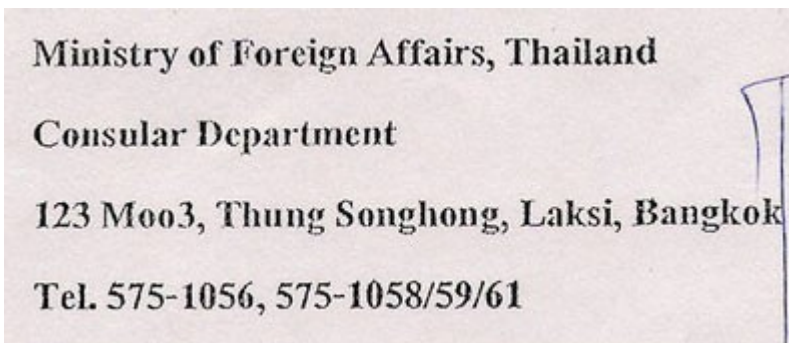 Ministry of Foreign Affairs, Thailand
Consular Department
123 Moo3, Thung Songhong, Laksi, Bangkok
Tel. 575-1056, 575-1058/59/61